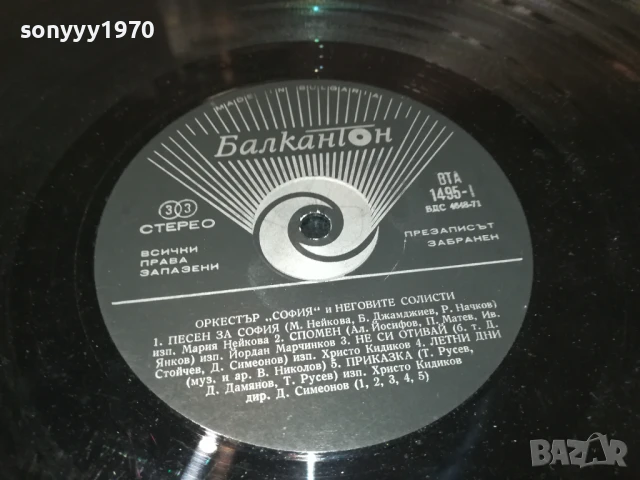 sonyyy1970
MADE IN BULGARIA
Балкантон
33
СТЕРЕО
ВТА
1495-I
БДС 4848-71
ВСИЧКИ
ПРАВА
ЗАПАЗЕНИ
ПРЕЗАПИСЪТ
ЗАБРАНЕН
ОРКЕСТЪР „СОФИЯ“ и НЕГОВИТЕ СОЛИСТИ
1. ПЕСЕН ЗА СОФИЯ (М. Нейкова, Б. Джамджиев, Р. Начков)
изп. Мария Нейкова 2. СПОМЕН (Ал. Йосифов, П. Матев, Ив.
Янков) изп. Йордан Марчинков 3. НЕ СИ ОТИВАЙ (б. т. Д.
Стойчев, Д. Симеонов) изп. Христо Кидиков 4. ЛЕТНИ ДНИ
(муз. и ар. В. Николов) 5. ПРИКАЗКА (Т. Русев,
Д. Дамянов, Т. Русев) изп. Христо Кидиков
дир. Д. Симеонов (1, 2, 3, 4, 5)
BAZAR